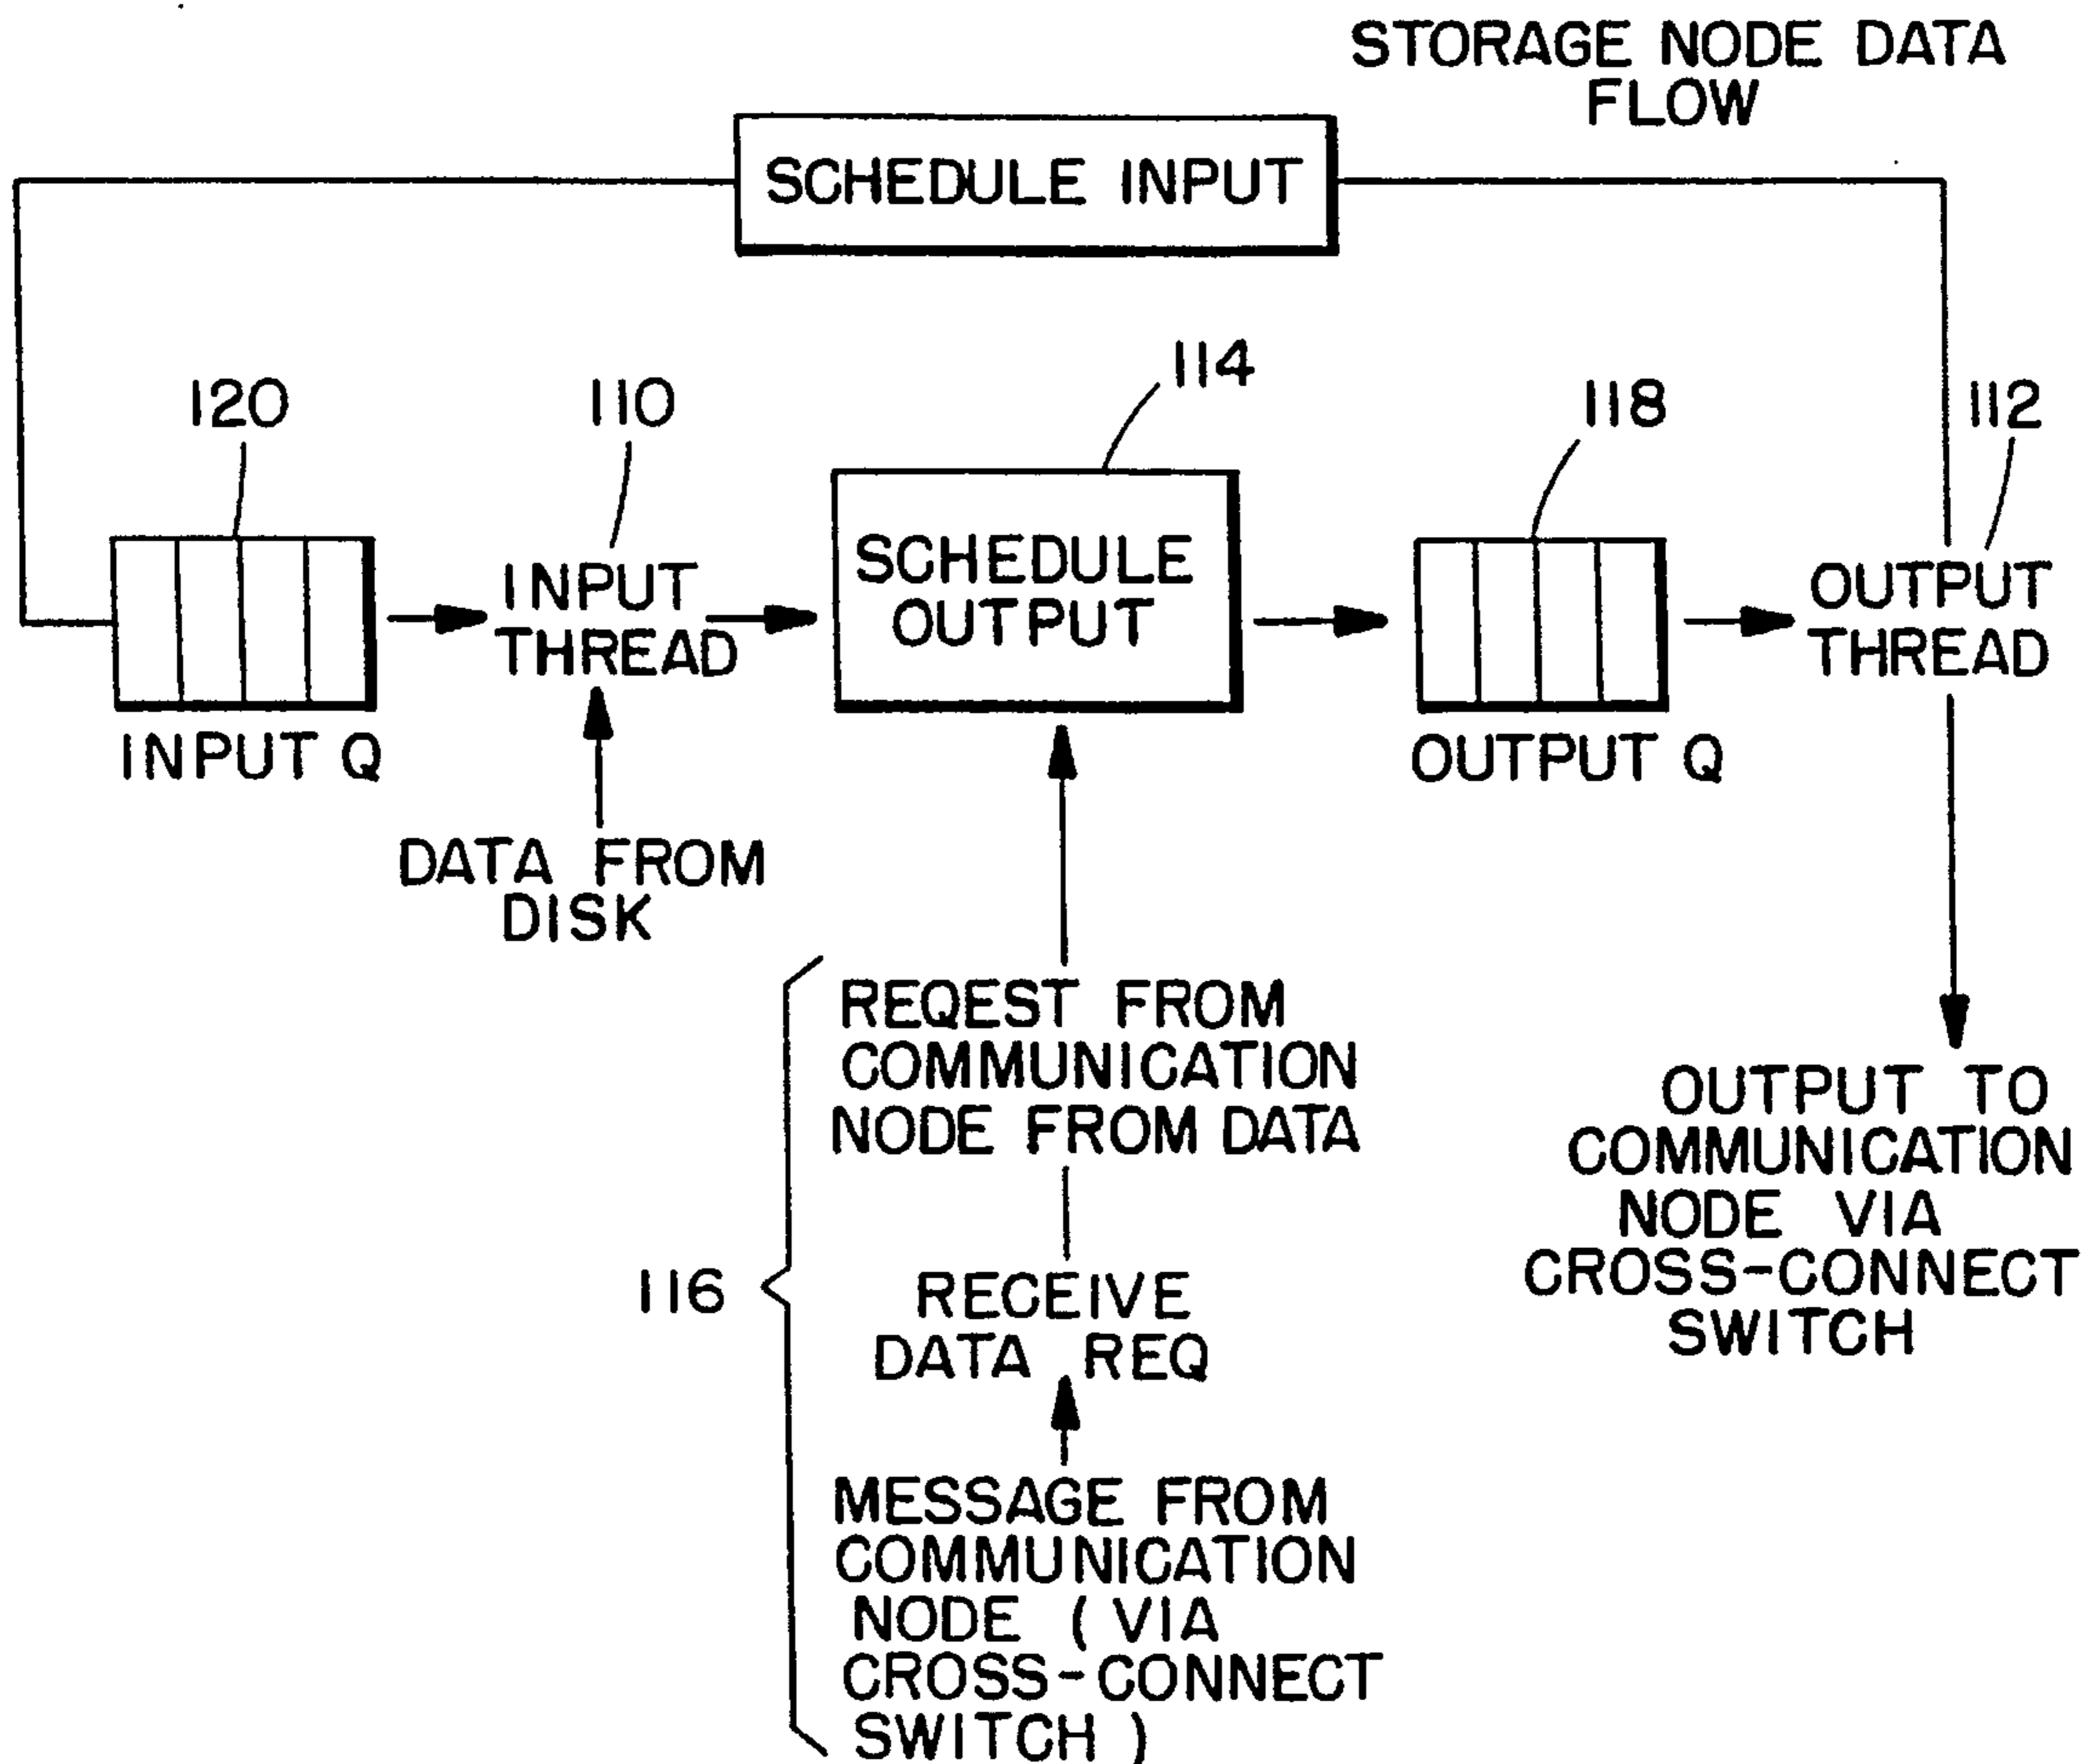 STORAGE NODE DATA
FLOW
SCHEDULE INPUT
120
110
114
118
112
INPUT
THREAD
SCHEDULE
OUTPUT
OUTPUT
THREAD
INPUT Q
OUTPUT Q
DATA FROM
DISK
REQEST FROM
COMMUNICATION
NODE FROM DATA
116
RECEIVE
DATA REQ
MESSAGE FROM
COMMUNICATION
NODE (VIA
CROSS-CONNECT
SWITCH)
OUTPUT TO
COMMUNICATION
NODE VIA
CROSS-CONNECT
SWITCH